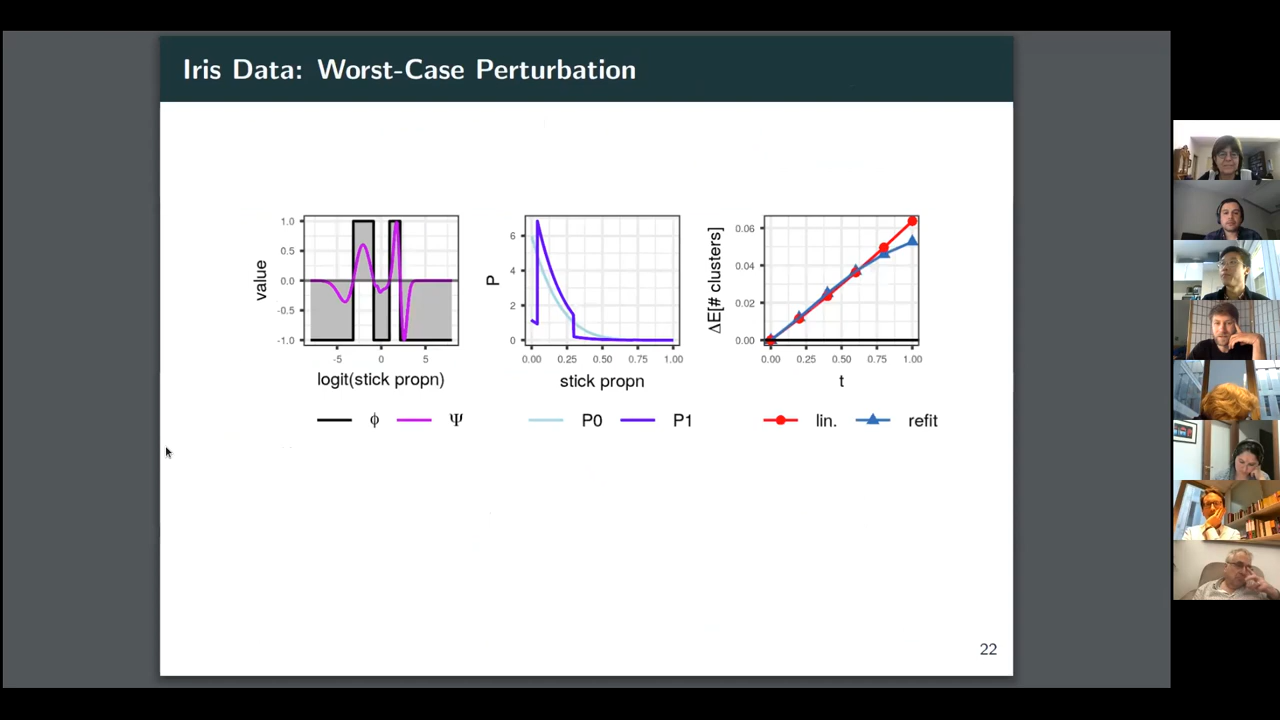 Iris Data: Worst-Case Perturbation
value
1.0
0.5
0.0
-0.5
-1.0
-5 0 5
logit(stick propn)
ϕ Ψ
P
6
4
2
0
0.00 0.25 0.50 0.75 1.00
stick propn
P0 P1
ΔE[# clusters]
0.06
0.04
0.02
0.00
0.00 0.25 0.50 0.75 1.00
t
lin. refit
22